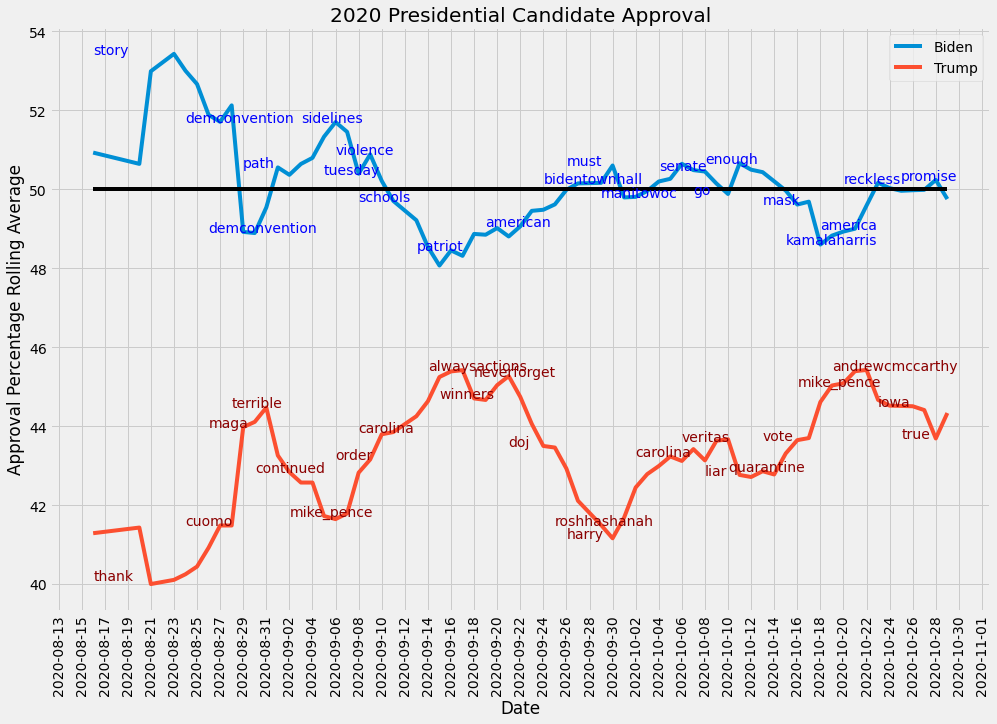 2020 Presidential Candidate Approval
Biden
Trump
Approval Percentage Rolling Average
54
52
50
48
46
44
42
40
story
demconvention
sidelines
path
violence
tuesday
schools
demconvention
patriot
american
must
bidentownhall
manitowoc
senate
go
enough
mask
reckless
promise
america
kamalaharris
thank
cuomo
maga
terrible
continued
mike_pence
order
carolina
alwaysactions
winners
neverforget
doj
roshhashanah
harry
carolina
veritas
liar
quarantine
vote
mike_pence
andrewcmccarthy
iowa
true
2020-08-13
2020-08-15
2020-08-17
2020-08-19
2020-08-21
2020-08-23
2020-08-25
2020-08-27
2020-08-29
2020-08-31
2020-09-02
2020-09-04
2020-09-06
2020-09-08
2020-09-10
2020-09-12
2020-09-14
2020-09-16
2020-09-18
2020-09-20
2020-09-22
2020-09-24
2020-09-26
2020-09-28
2020-09-30
2020-10-02
2020-10-04
2020-10-06
2020-10-08
2020-10-10
2020-10-12
2020-10-14
2020-10-16
2020-10-18
2020-10-20
2020-10-22
2020-10-24
2020-10-26
2020-10-28
2020-10-30
2020-11-01
Date